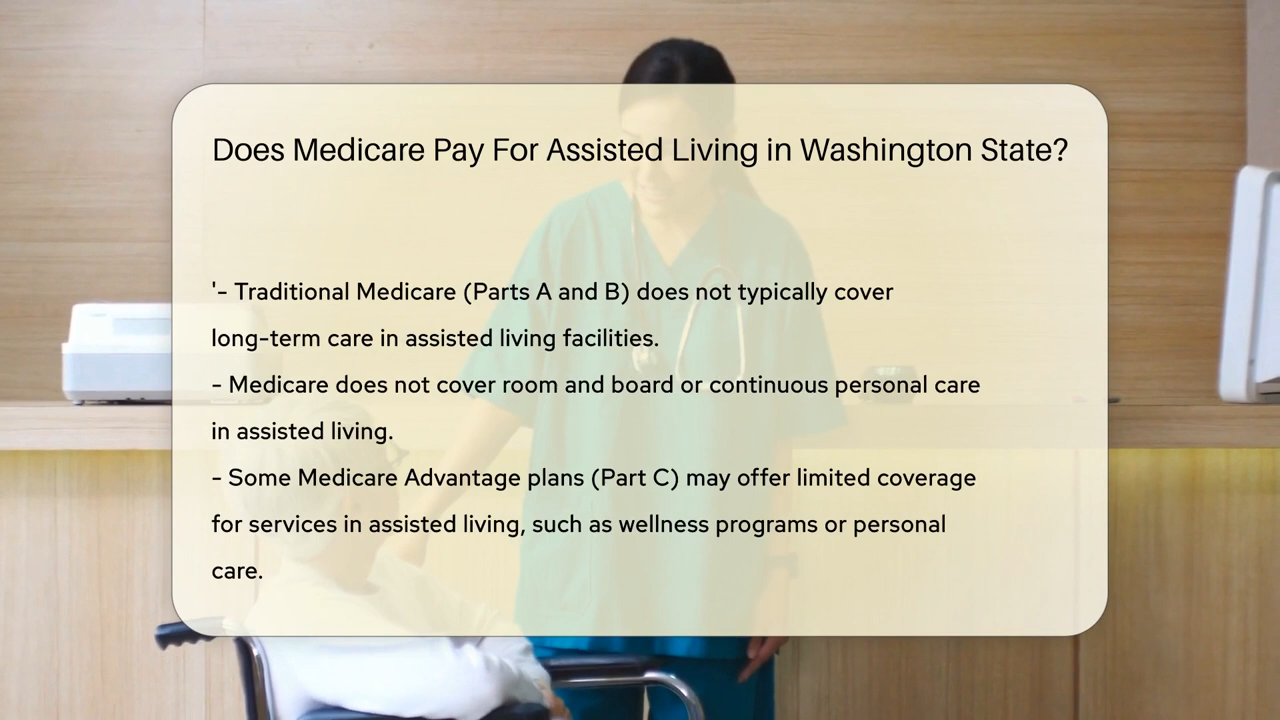 Does Medicare Pay For Assisted Living in Washington State?
'- Traditional Medicare (Parts A and B) does not typically cover
long-term care in assisted living facilities.
- Medicare does not cover room and board or continuous personal care
in assisted living.
- Some Medicare Advantage plans (Part C) may offer limited coverage
for services in assisted living, such as wellness programs or personal
care.